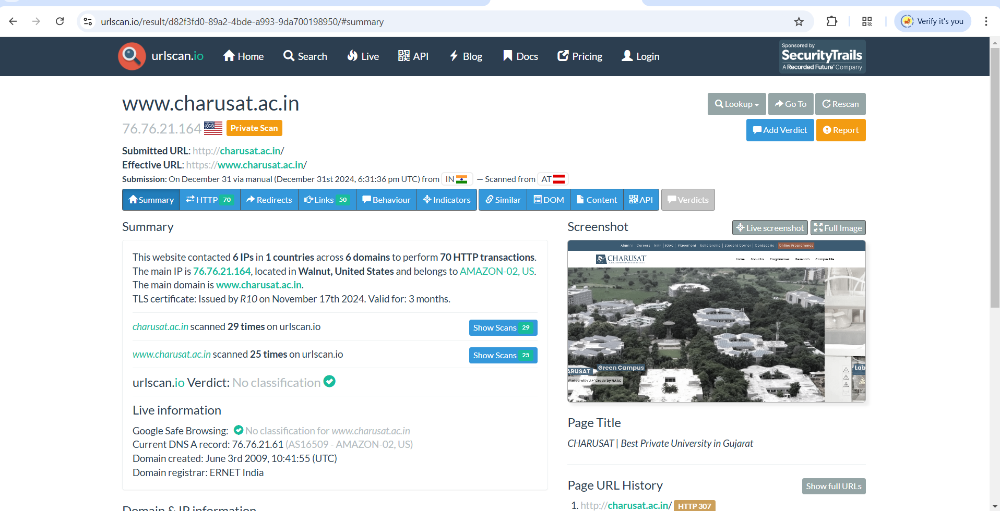 urlscan.io/result/d82f3fd0-89a2-4bde-a993-9da700198950/#summary
Verify it's you
urlscan.io
Home
Search
Live
API
Blog
Docs
Pricing
Login
Sponsored by
SecurityTrails
A Recorded Future® Company
www.charusat.ac.in
Lookup
Go To
Rescan
76.76.21.164
Private Scan
Add Verdict
Report
Submitted URL: http://charusat.ac.in/
Effective URL: https://www.charusat.ac.in/
Submission: On December 31 via manual (December 31st 2024, 6:31:36 pm UTC) from IN — Scanned from AT
Summary
HTTP 70
Redirects
Links 50
Behaviour
Indicators
Similar
DOM
Content
API
Verdicts
Summary
This website contacted 6 IPs in 1 countries across 6 domains to perform 70 HTTP transactions.
The main IP is 76.76.21.164, located in Walnut, United States and belongs to AMAZON-02, US.
The main domain is www.charusat.ac.in.
TLS certificate: Issued by R10 on November 17th 2024. Valid for: 3 months.
charusat.ac.in scanned 29 times on urlscan.io
Show Scans 29
www.charusat.ac.in scanned 25 times on urlscan.io
Show Scans 25
urlscan.io Verdict: No classification
Live information
Google Safe Browsing: No classification for www.charusat.ac.in
Current DNS A record: 76.76.21.61 (AS16509 - AMAZON-02, US)
Domain created: June 3rd 2009, 10:41:55 (UTC)
Domain registrar: ERNET India
Domain & IP information
Screenshot
Live screenshot
Full Image
Alumni Careers NIRF | IQAC | Placement Scholarship | Student Corner | Contact Us Online Programmes
CHARUSAT
Home About Us Programmes Research Campus Life
ARUSAT
Green Campus
ditated with 'A+' Grade by NAAC
Lab
Page Title
CHARUSAT | Best Private University in Gujarat
Page URL History
Show full URLs
1. http://charusat.ac.in/ HTTP 307